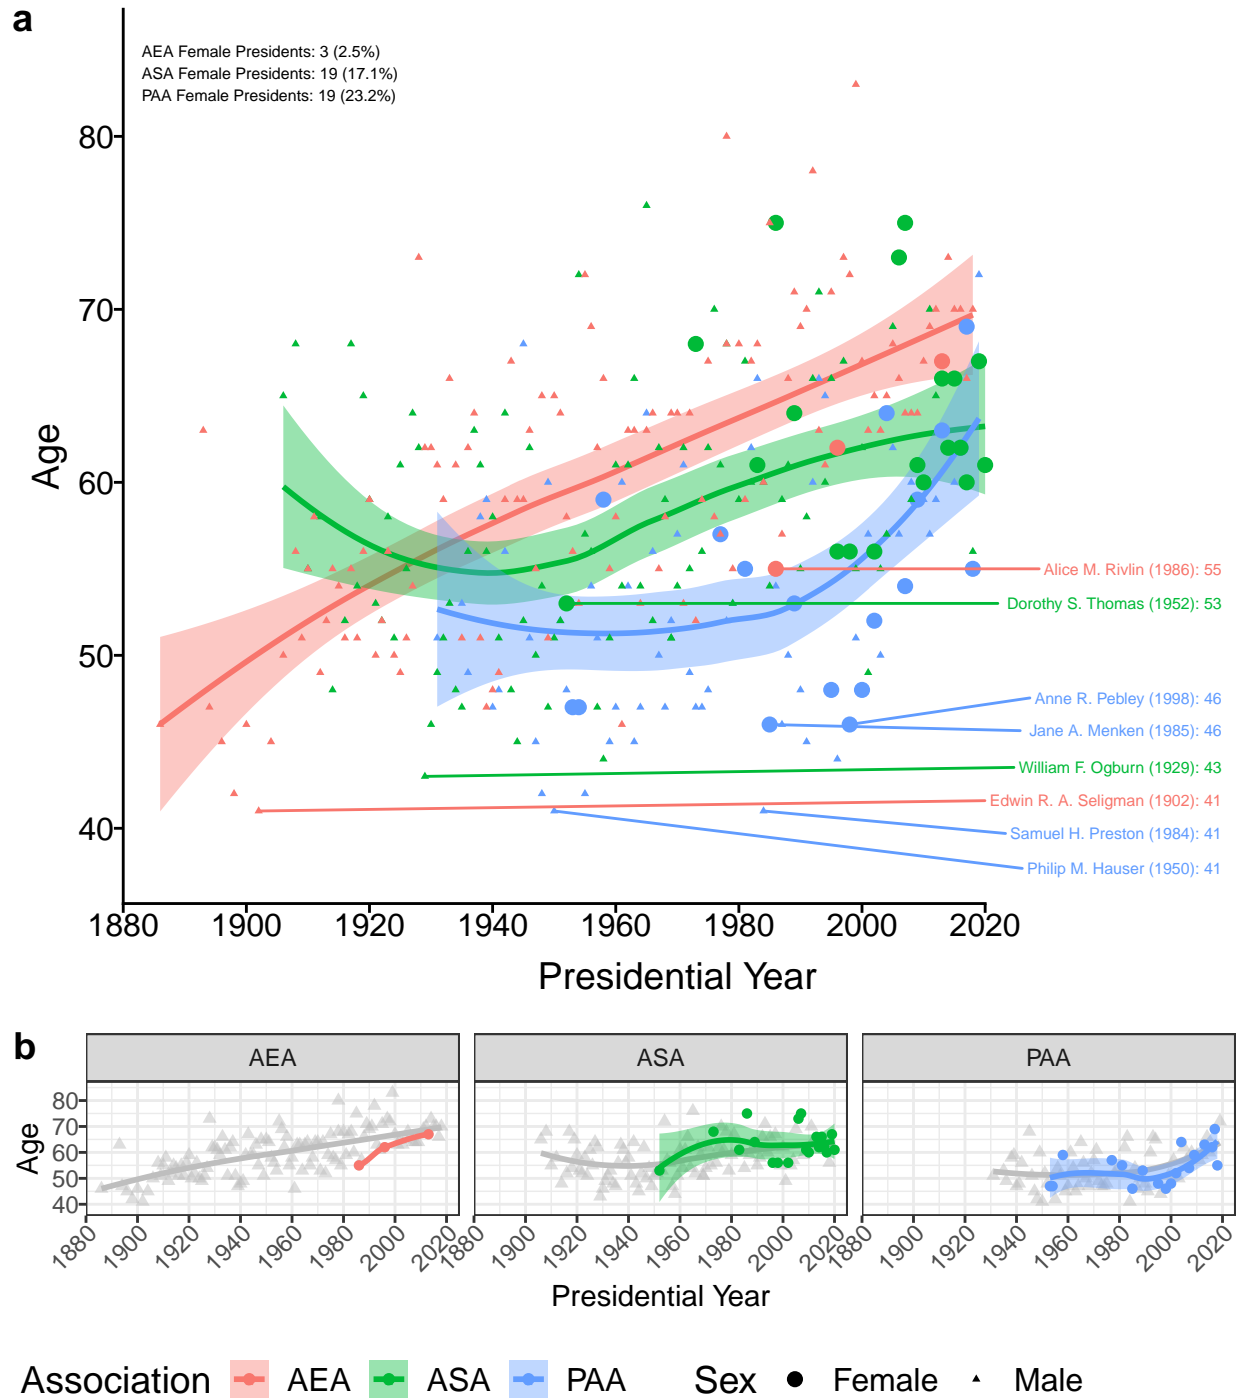 a
AEA Female Presidents: 3 (2.5%)
ASA Female Presidents: 19 (17.1%)
PAA Female Presidents: 19 (23.2%)
80
70
60
50
40
Age
Alice M. Rivlin (1986): 55
Dorothy S. Thomas (1952): 53
Anne R. Pebley (1998): 46
Jane A. Menken (1985): 46
William F. Ogburn (1929): 43
Edwin R. A. Seligman (1902): 41
Samuel H. Preston (1984): 41
Philip M. Hauser (1950): 41
1880 1900 1920 1940 1960 1980 2000 2020
Presidential Year
b
AEA ASA PAA
80
70
60
50
40
Age
1880 1900 1920 1940 1960 1980 2000 2020 1880 1900 1920 1940 1960 1980 2000 2020 1880 1900 1920 1940 1960 1980 2000 2020
Presidential Year
Association AEA ASA PAA Sex Female Male